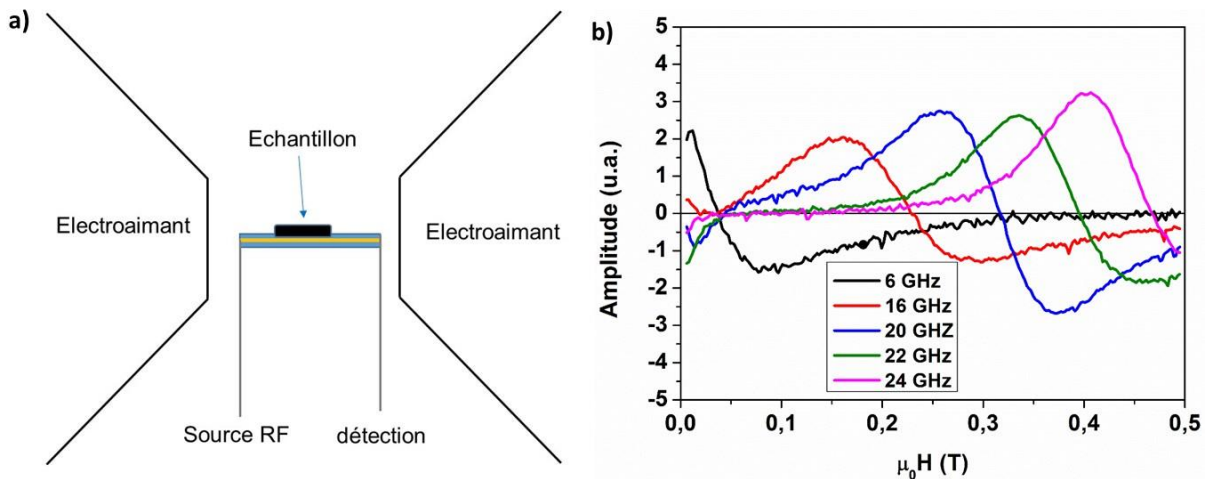 a)
Echantillon
Electroaimant
Electroaimant
Source RF
détection
b)
Amplitude (u.a.)
5
4
3
2
1
0
-1
-2
-3
-4
-5
6 GHz
16 GHz
20 GHZ
22 GHz
24 GHz
0,0
0,1
0,2
0,3
0,4
0,5
μ₀H (T)